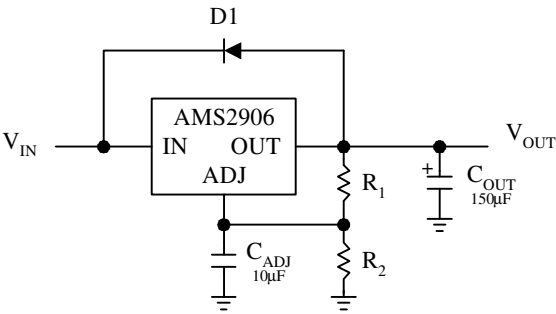 D1
AMS2906
V_IN
IN OUT
V_OUT
ADJ
R_1
+
C_OUT
150µF
C_ADJ
10µF
R_2